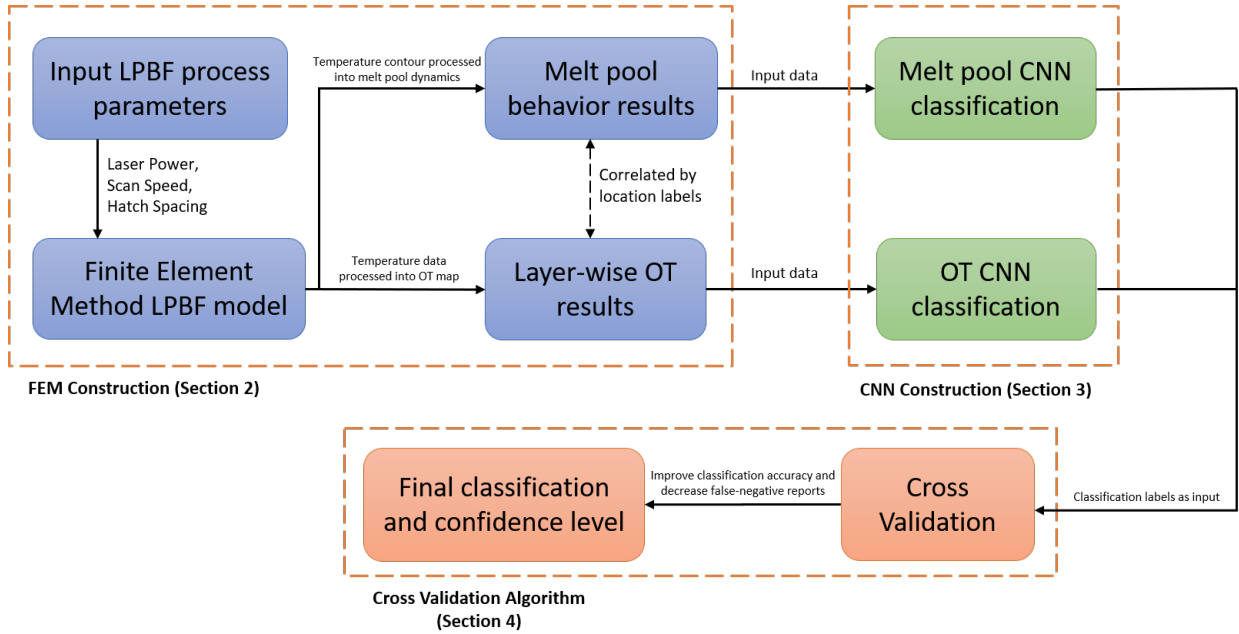 Input LPBF process
parameters
Laser Power,
Scan Speed,
Hatch Spacing
Finite Element
Method LPBF model
Temperature contour processed
into melt pool dynamics
Temperature data
processed into OT map
Melt pool
behavior results
Correlated by
location labels
Layer-wise OT
results
Input data
Input data
Melt pool CNN
classification
OT CNN
classification
FEM Construction (Section 2)
CNN Construction (Section 3)
Classification labels as input
Cross
Validation
Improve classification accuracy and
decrease false-negative reports
Final classification
and confidence level
Cross Validation Algorithm
(Section 4)